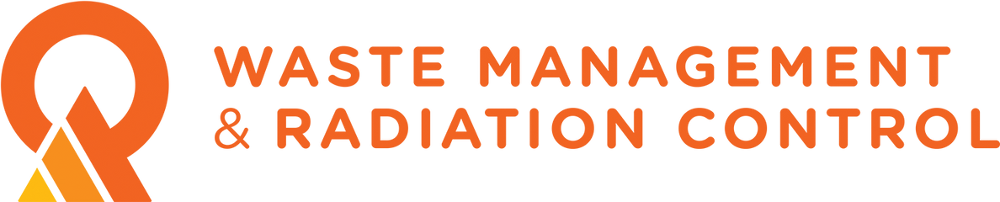 WASTE MANAGEMENT
& RADIATION CONTROL